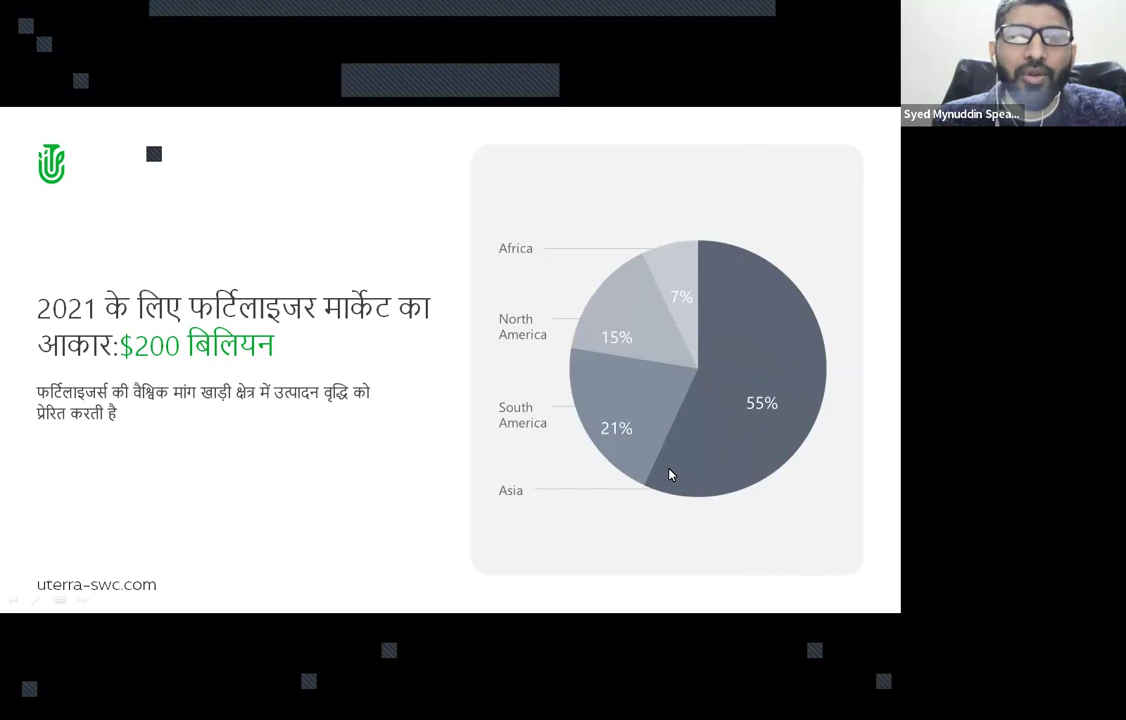 Syed Mynuddin Spea...
2021 के लिए फर्टिलाइजर मार्केट का
आकार:$200 बिलियन
फर्टिलाइजर्स की वैश्विक मांग खाड़ी क्षेत्र में उत्पादन वृद्धि को
प्रेरित करती है
Africa
7%
North
America
15%
55%
South
America
21%
Asia
uterra-swc.com